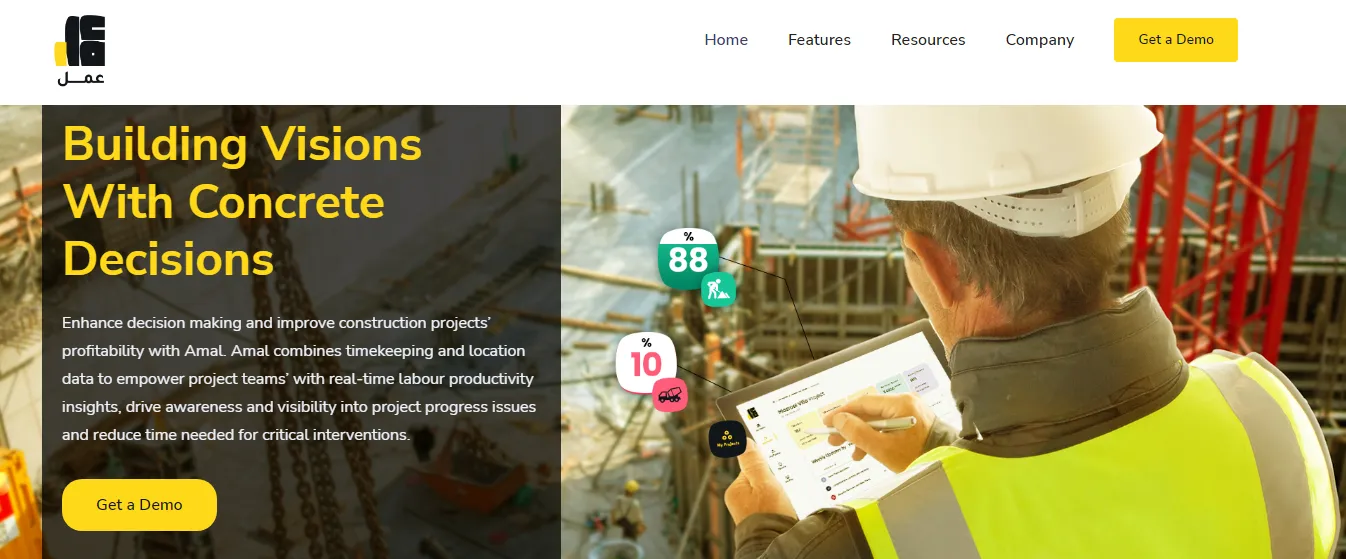 عمل
Home
Features
Resources
Company
Get a Demo
Building Visions
With Concrete
Decisions
Enhance decision making and improve construction projects’
profitability with Amal. Amal combines timekeeping and location
data to empower project teams’ with real-time labour productivity
insights, drive awareness and visibility into project progress issues
and reduce time needed for critical interventions.
Get a Demo
%
88
%
10
My Projects